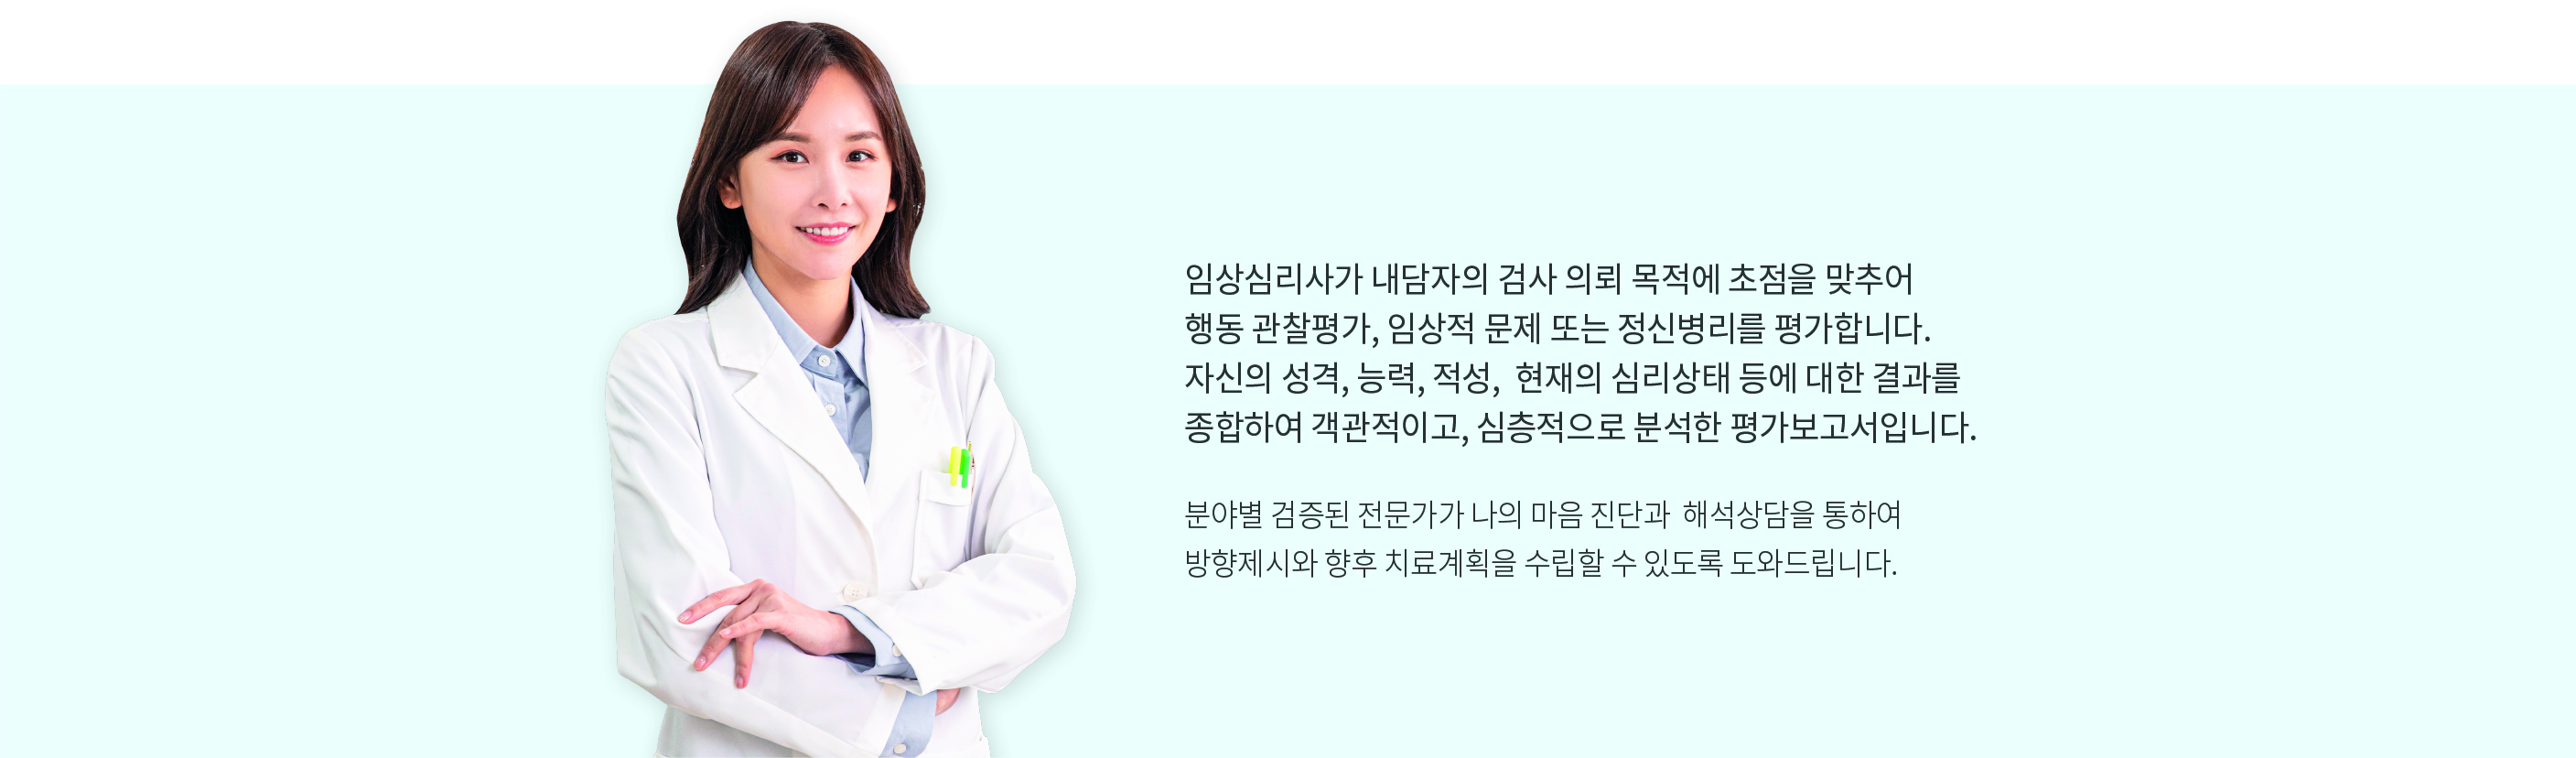 임상심리사가 내담자의 검사 의뢰 목적에 초점을 맞추어
행동 관찰평가, 임상적 문제 또는 정신병리를 평가합니다.
자신의 성격, 능력, 적성, 현재의 심리상태 등에 대한 결과를
종합하여 객관적이고, 심층적으로 분석한 평가보고서입니다.
분야별 검증된 전문가가 나의 마음 진단과 해석상담을 통하여
방향제시와 향후 치료계획을 수립할 수 있도록 도와드립니다.